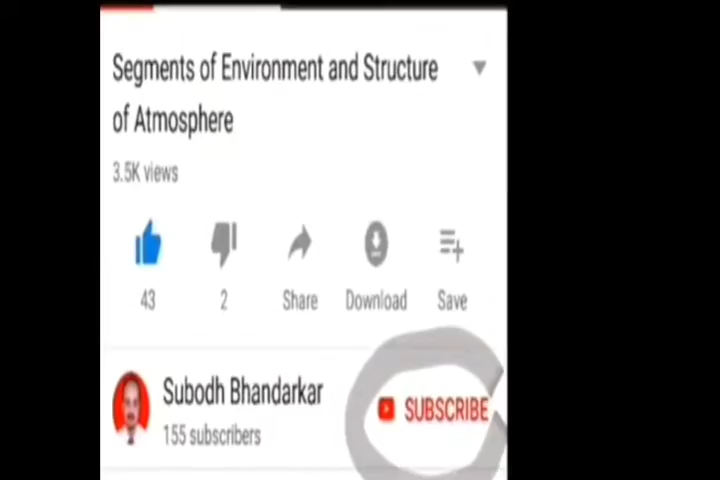 Segments of Environment and Structure
of Atmosphere
3.5K views
43 2 Share Download Save
Subodh Bhandarkar
SUBSCRIBE
155 subscribers